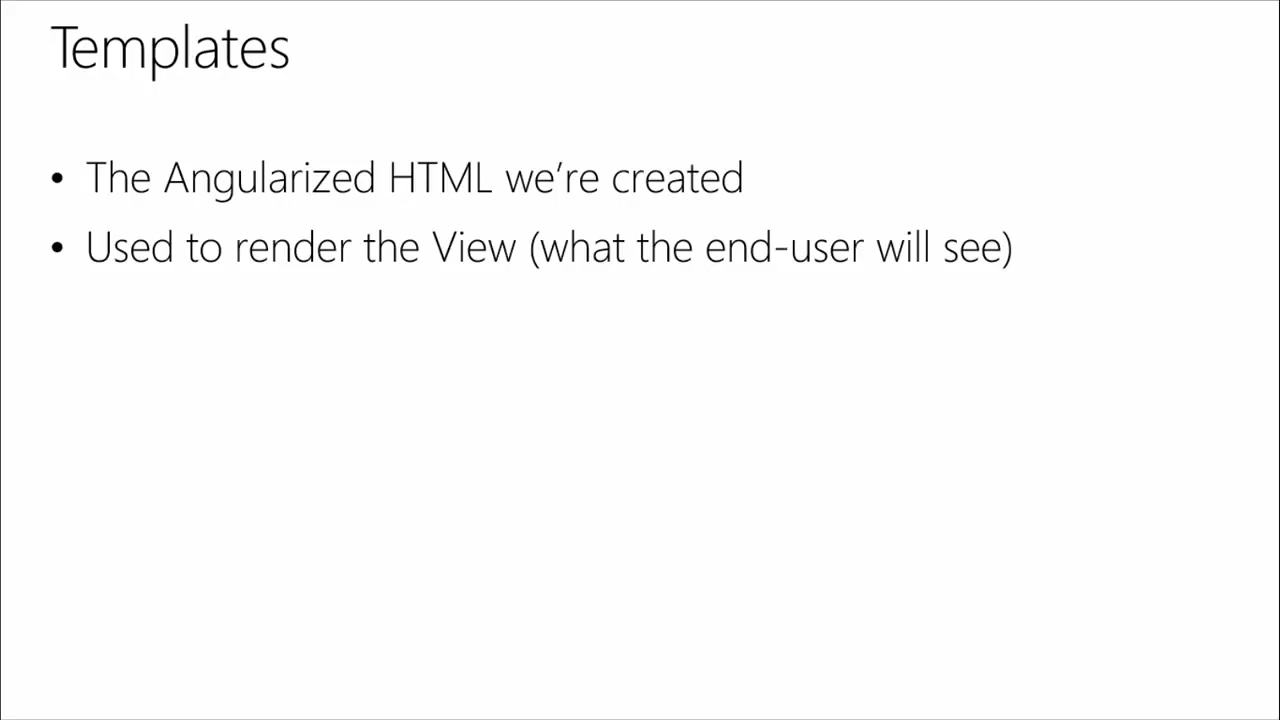 Templates
• The Angularized HTML we're created
• Used to render the View (what the end-user will see)